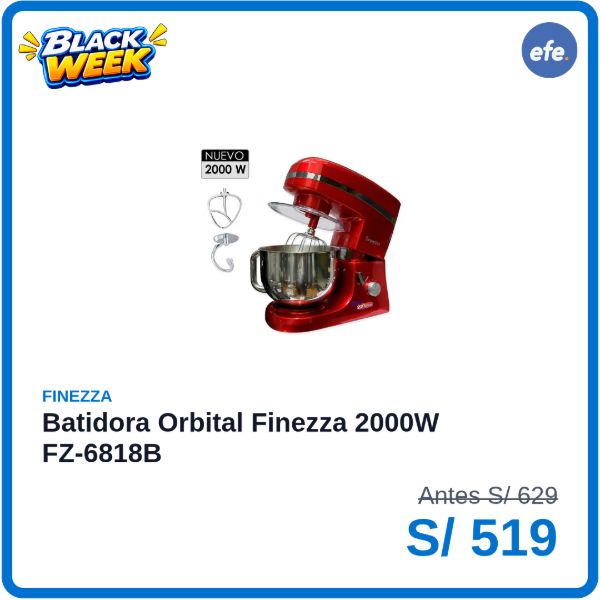 BLACK
WEEK
efe.
NUEVO
2000 W
FINEZZA
Batidora Orbital Finezza 2000W
FZ-6818B
Antes S/ 629
S/ 519